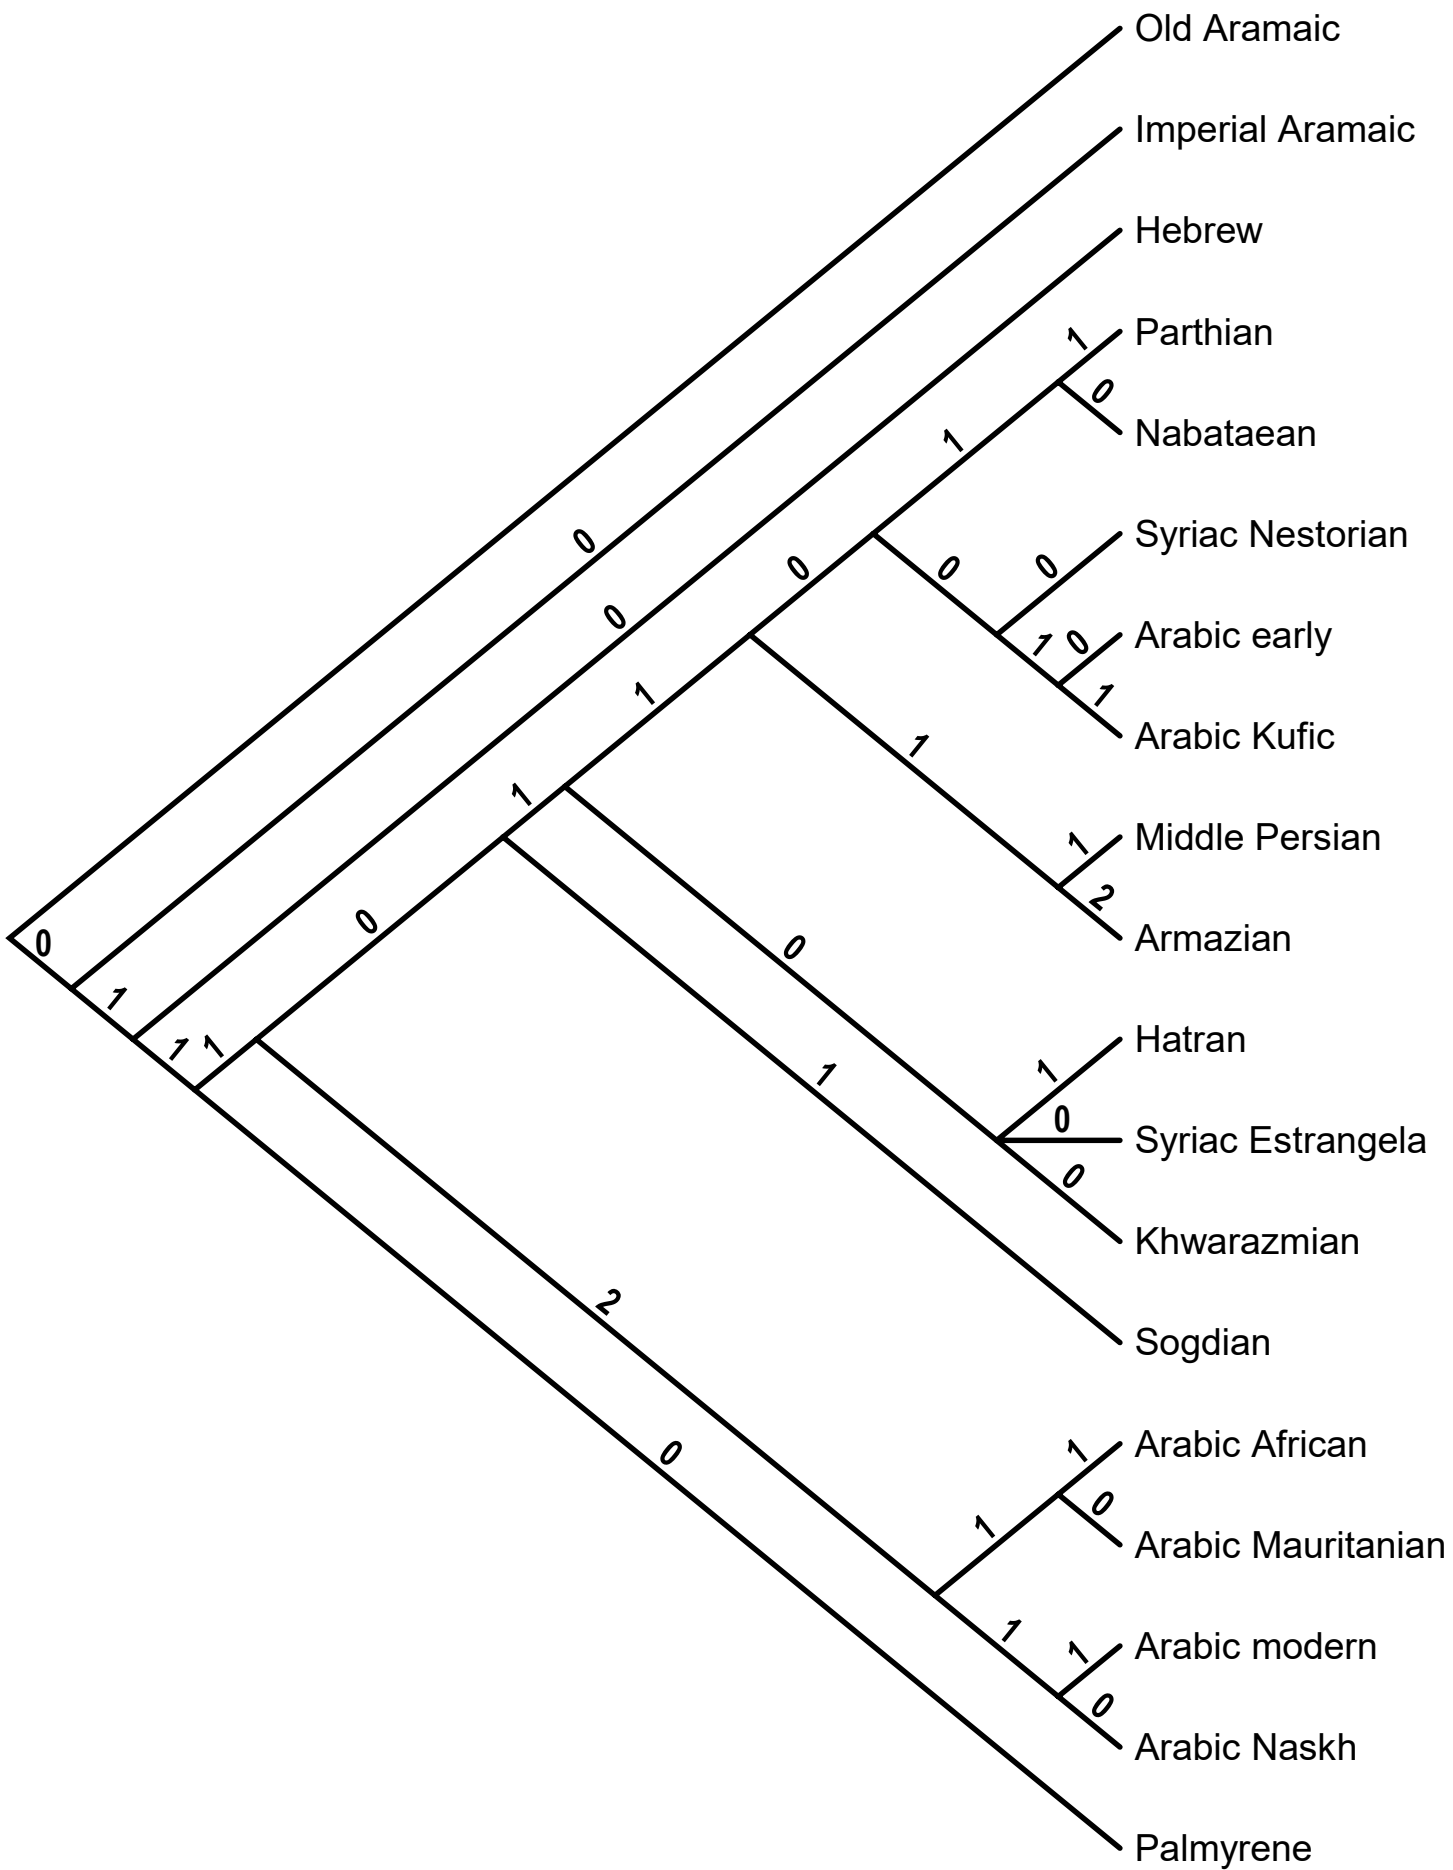 Old Aramaic
Imperial Aramaic
Hebrew
1
Parthian
0
1
Nabataean
0
0
0
0
Syriac Nestorian
0
1
0
Arabic early
1
1
1
Arabic Kufic
1
1
Middle Persian
2
0
0
0
Armazian
1
1
1
1
Hatran
0
1
Syriac Estrangela
0
Khwarazmian
2
Sogdian
1
Arabic African
0
0
1
Arabic Mauritanian
1
1
Arabic modern
0
Arabic Naskh
Palmyrene